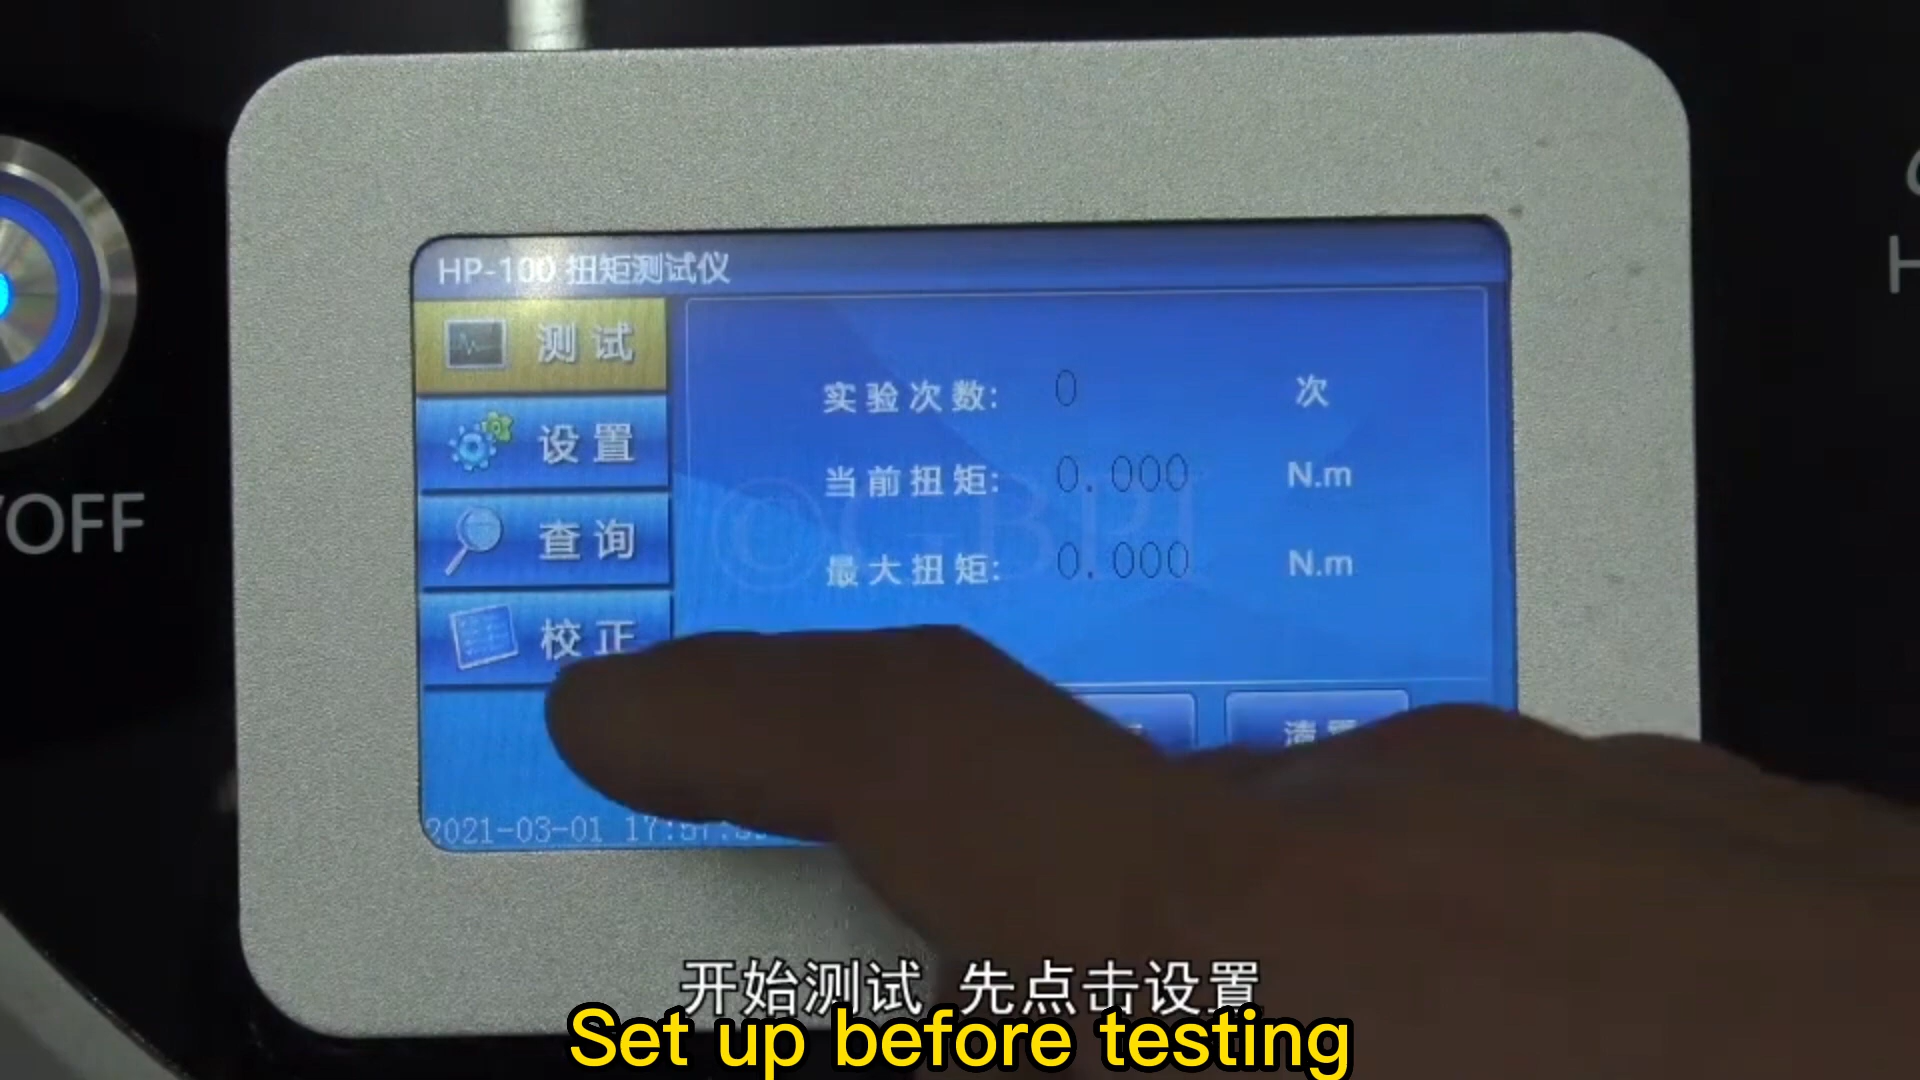 HP-100 扭矩测试仪
测试
设置
查询
校正
实验次数: 0 次
当前扭矩: 0.000 N.m
最大扭矩: 0.000 N.m
©GBPI
/OFF
2021-03-01
开始测试 先点击设置
Set up before testing